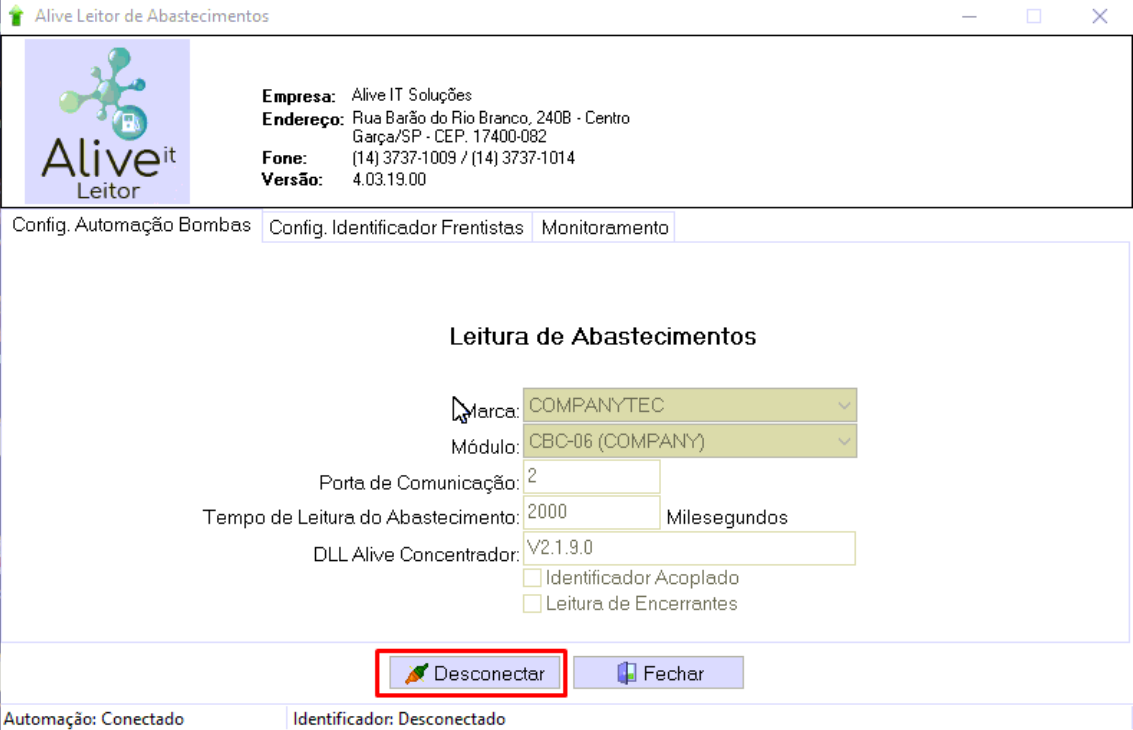 Alive Leitor de Abastecimentos
Alive it
Leitor
Empresa: Alive IT Soluções
Endereço: Rua Barão do Rio Branco, 240B - Centro
Garça/SP - CEP. 17400-082
Fone: (14) 3737-1009 / (14) 3737-1014
Versão: 4.03.19.00
Config. Automação Bombas Config. Identificador Frentistas Monitoramento
Leitura de Abastecimentos
Marca: COMPANYTEC
Módulo: CBC-06 (COMPANY)
Porta de Comunicação: 2
Tempo de Leitura do Abastecimento: 2000 Milesegundos
DLL Alive Concentrador: V2.1.9.0
Identificador Acoplado
Leitura de Encerrantes
Desconectar Fechar
Automação: Conectado Identificador: Desconectado